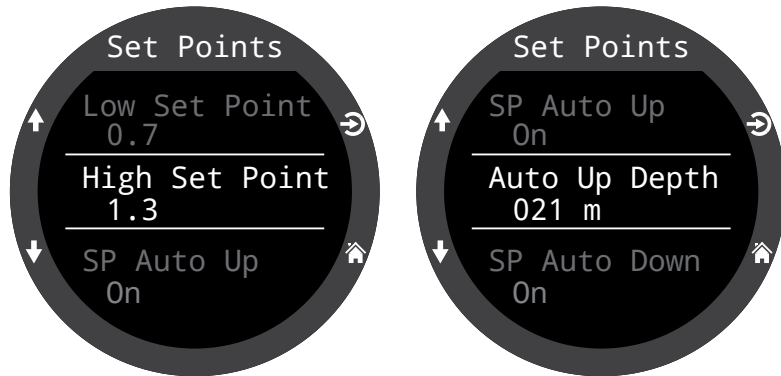 Set Points
Low Set Point
0.7
High Set Point
1.3
SP Auto Up
On
Set Points
SP Auto Up
On
Auto Up Depth
021 m
SP Auto Down
On